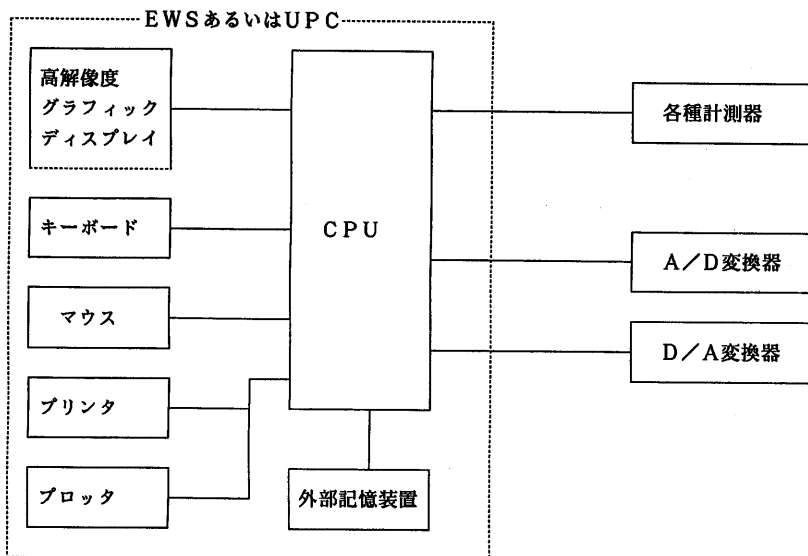 ＥＷＳあるいはＵＰＣ
高解像度
グラフィック
ディスプレイ
キーボード
マウス
プリンタ
プロッタ
ＣＰＵ
外部記憶装置
各種計測器
Ａ／Ｄ変換器
Ｄ／Ａ変換器